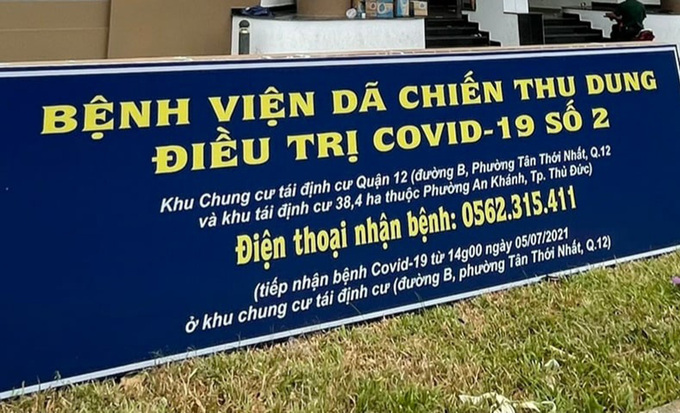 BỆNH VIỆN DÃ CHIẾN THU DUNG
ĐIỀU TRỊ COVID-19 SỐ 2
Khu Chung cư tái định cư Quận 12 (đường B, Phường Tân Thới Nhất, Q.12
và khu tái định cư 38,4 ha thuộc Phường An Khánh, Tp. Thủ Đức)
Điện thoại nhận bệnh: 0562.315.411
(tiếp nhận bệnh Covid-19 từ 14g00 ngày 05/07/2021
ở khu chung cư tái định cư (đường B, phường Tân Thới Nhất, Q.12)